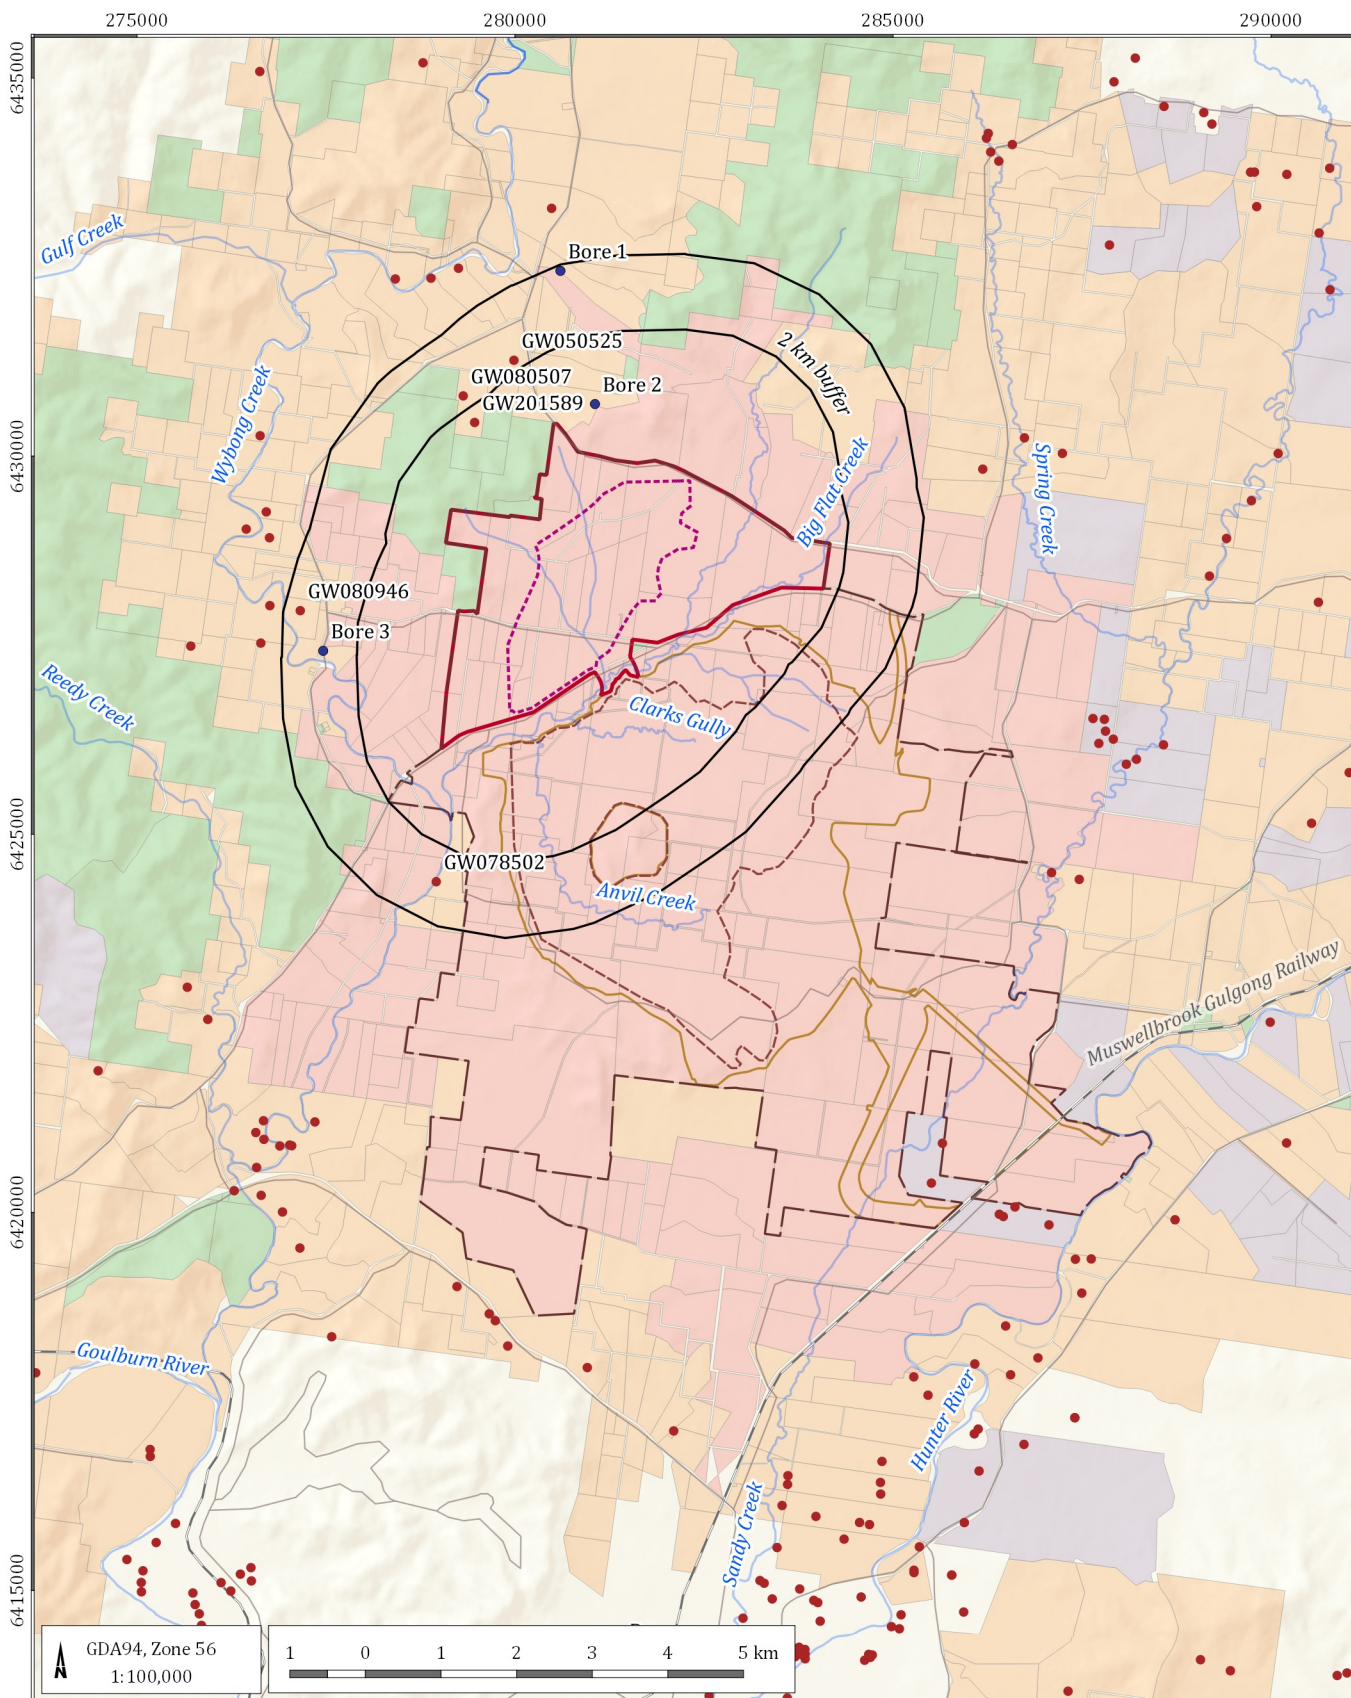 275000
280000
285000
290000
6435000
Gulf Creek
Bore 1
GW050525
2 km buffer
GW080507
Bore 2
GW201589
Wybong Creek
6430000
Big Flat Creek
Spring Creek
GW080946
Bore 3
Reedy Creek
Clarks Gully
6425000
GW078502
Anvil Creek
Muswellbrook Gulgong Railway
6420000
Goulburn River
Hunter River
Sandy Creek
6415000
GDA94, Zone 56
1:100,000
N
1 0 1 2 3 4 5 km